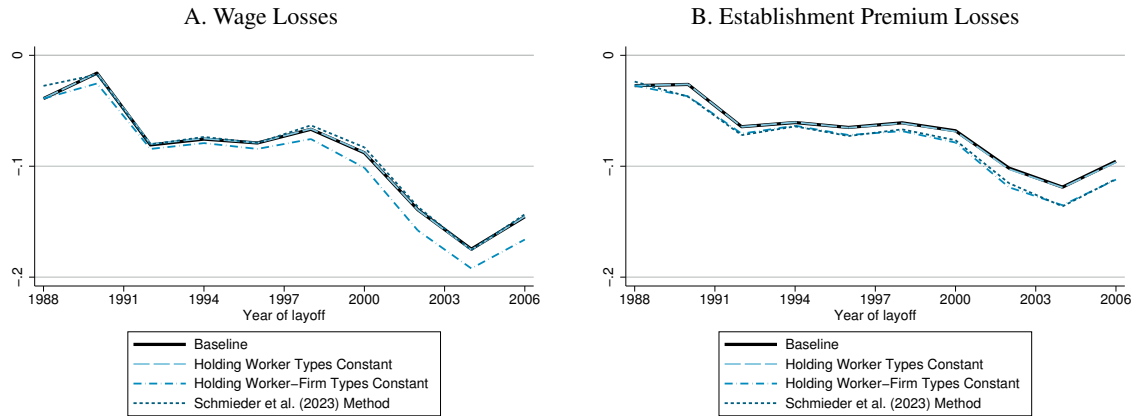 A. Wage Losses
0
-.1
-.2
1988 1991 1994 1997 2000 2003 2006
Year of layoff
Baseline
Holding Worker Types Constant
Holding Worker-Firm Types Constant
Schmieder et al. (2023) Method
B. Establishment Premium Losses
0
-.1
-.2
1988 1991 1994 1997 2000 2003 2006
Year of layoff
Baseline
Holding Worker Types Constant
Holding Worker-Firm Types Constant
Schmieder et al. (2023) Method